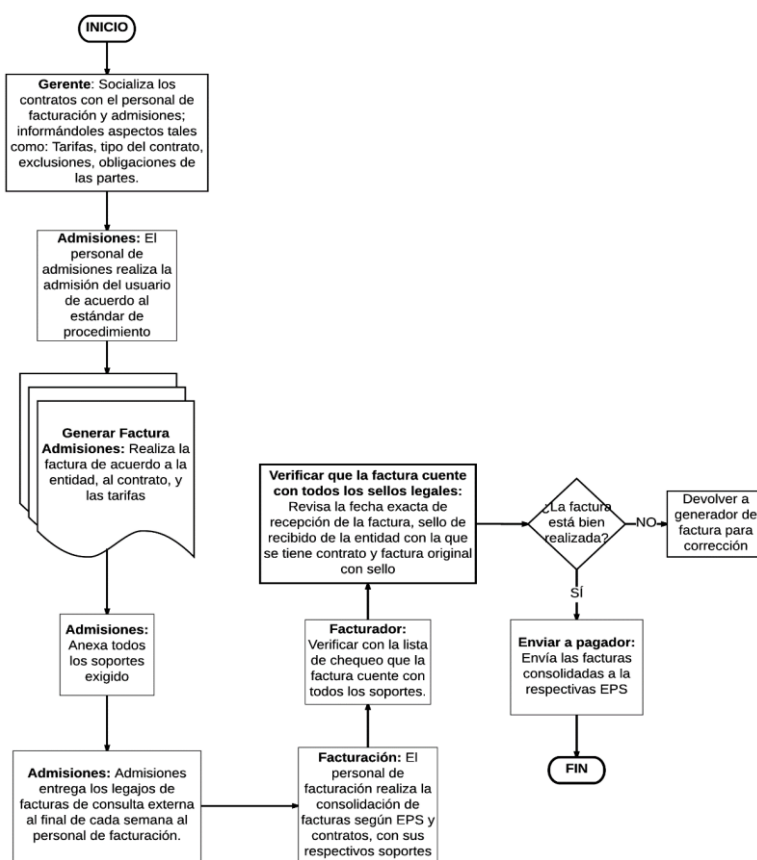 INICIO
Gerente: Socializa los
contratos con el personal de
facturación y admisiones;
informándoles aspectos tales
como: Tarifas, tipo del contrato,
exclusiones, obligaciones de
las partes.
Admisiones: El
personal de
admisiones realiza la
admisión del usuario
de acuerdo al
estándar de
procedimiento
Generar Factura
Admisiones: Realiza la
factura de acuerdo a la
entidad, al contrato, y
las tarifas
Admisiones:
Anexa todos
los soportes
exigido
Admisiones: Admisiones
entrega los legajos de
facturas de consulta externa
al final de cada semana al
personal de facturación.
Facturación: El
personal de
facturación realiza la
consolidación de
facturas según EPS y
contratos, con sus
respectivos soportes
Facturador:
Verificar con la lista
de chequeo que la
factura cuente con
todos los soportes.
Verificar que la factura cuente
con todos los sellos legales:
Revisa la fecha exacta de
recepción de la factura, sello de
recibido de la entidad con la que
se tiene contrato y factura original
con sello
¿La factura
está bien
realizada?
NO
Devolver a
generador de
factura para
corrección
SÍ
Enviar a pagador:
Envía las facturas
consolidadas a la
respectivas EPS
FIN